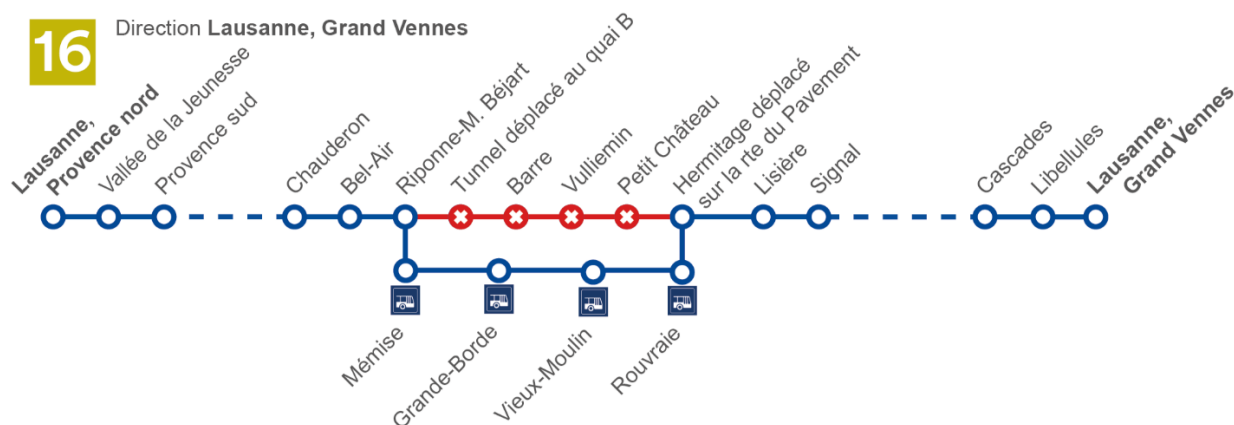 16
Direction Lausanne, Grand Vennes
Lausanne,
Provence nord
Vallée de la Jeunesse
Provence sud
Chauderon
Bel-Air
Riponne-M. Béjart
Tunnel déplacé au quai B
Barre
Vulliemin
Petit Château
Hermitage déplacé
sur la rte du Pavement
Lisière
Signal
Cascades
Libellules
Lausanne,
Grand Vennes
Mémise
Grande-Borde
Vieux-Moulin
Rouvraie